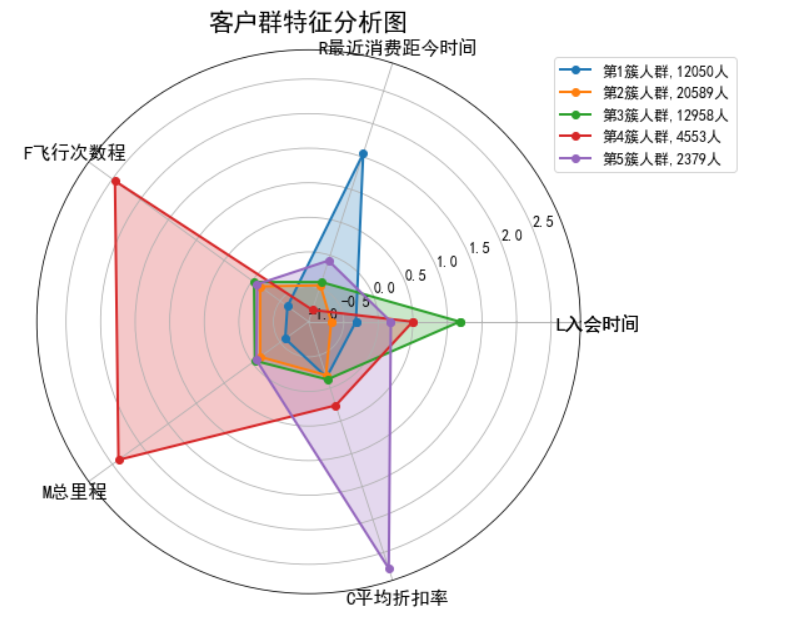 客户群特征分析图
R最近消费距今时间
第1簇人群,12050人
第2簇人群,20589人
第3簇人群,12958人
第4簇人群,4553人
第5簇人群,2379人
F飞行次数程
2.5
2.0
1.5
1.0
0.5
0.0
-0.5
-1.0
L入会时间
M总里程
C平均折扣率